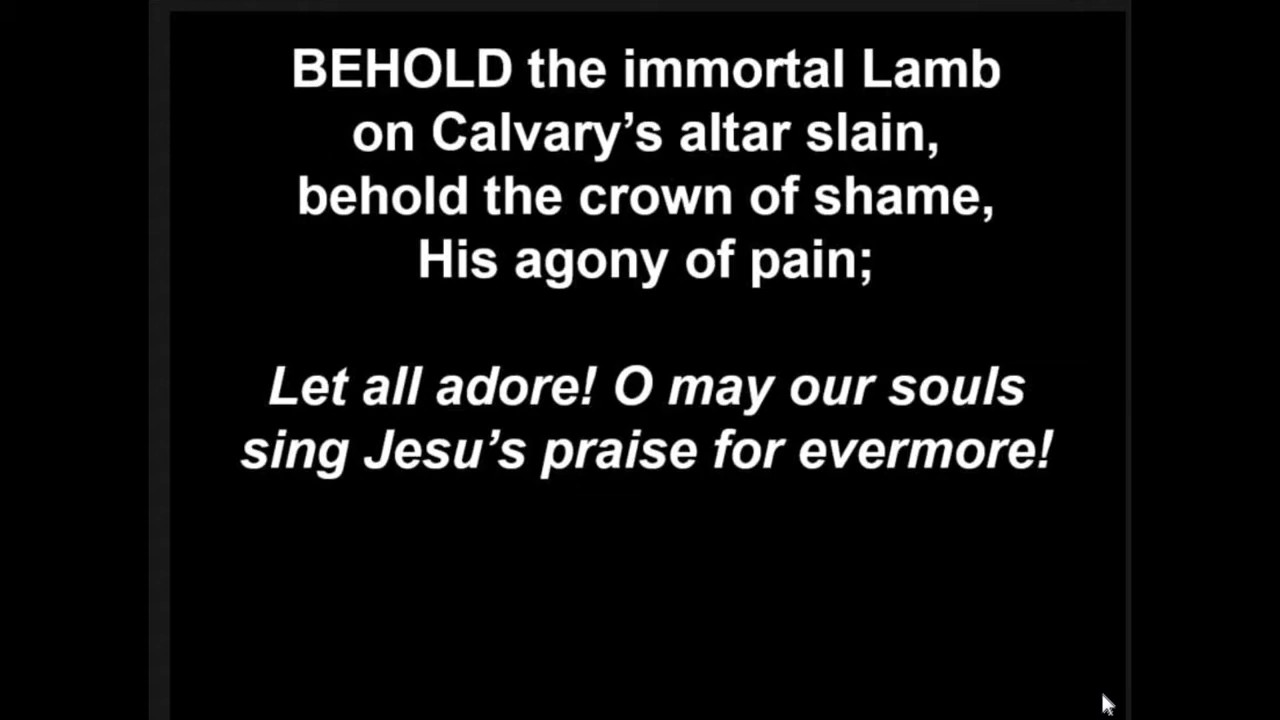 BEHOLD the immortal Lamb
on Calvary’s altar slain,
behold the crown of shame,
His agony of pain;
Let all adore! O may our souls
sing Jesu’s praise for evermore!